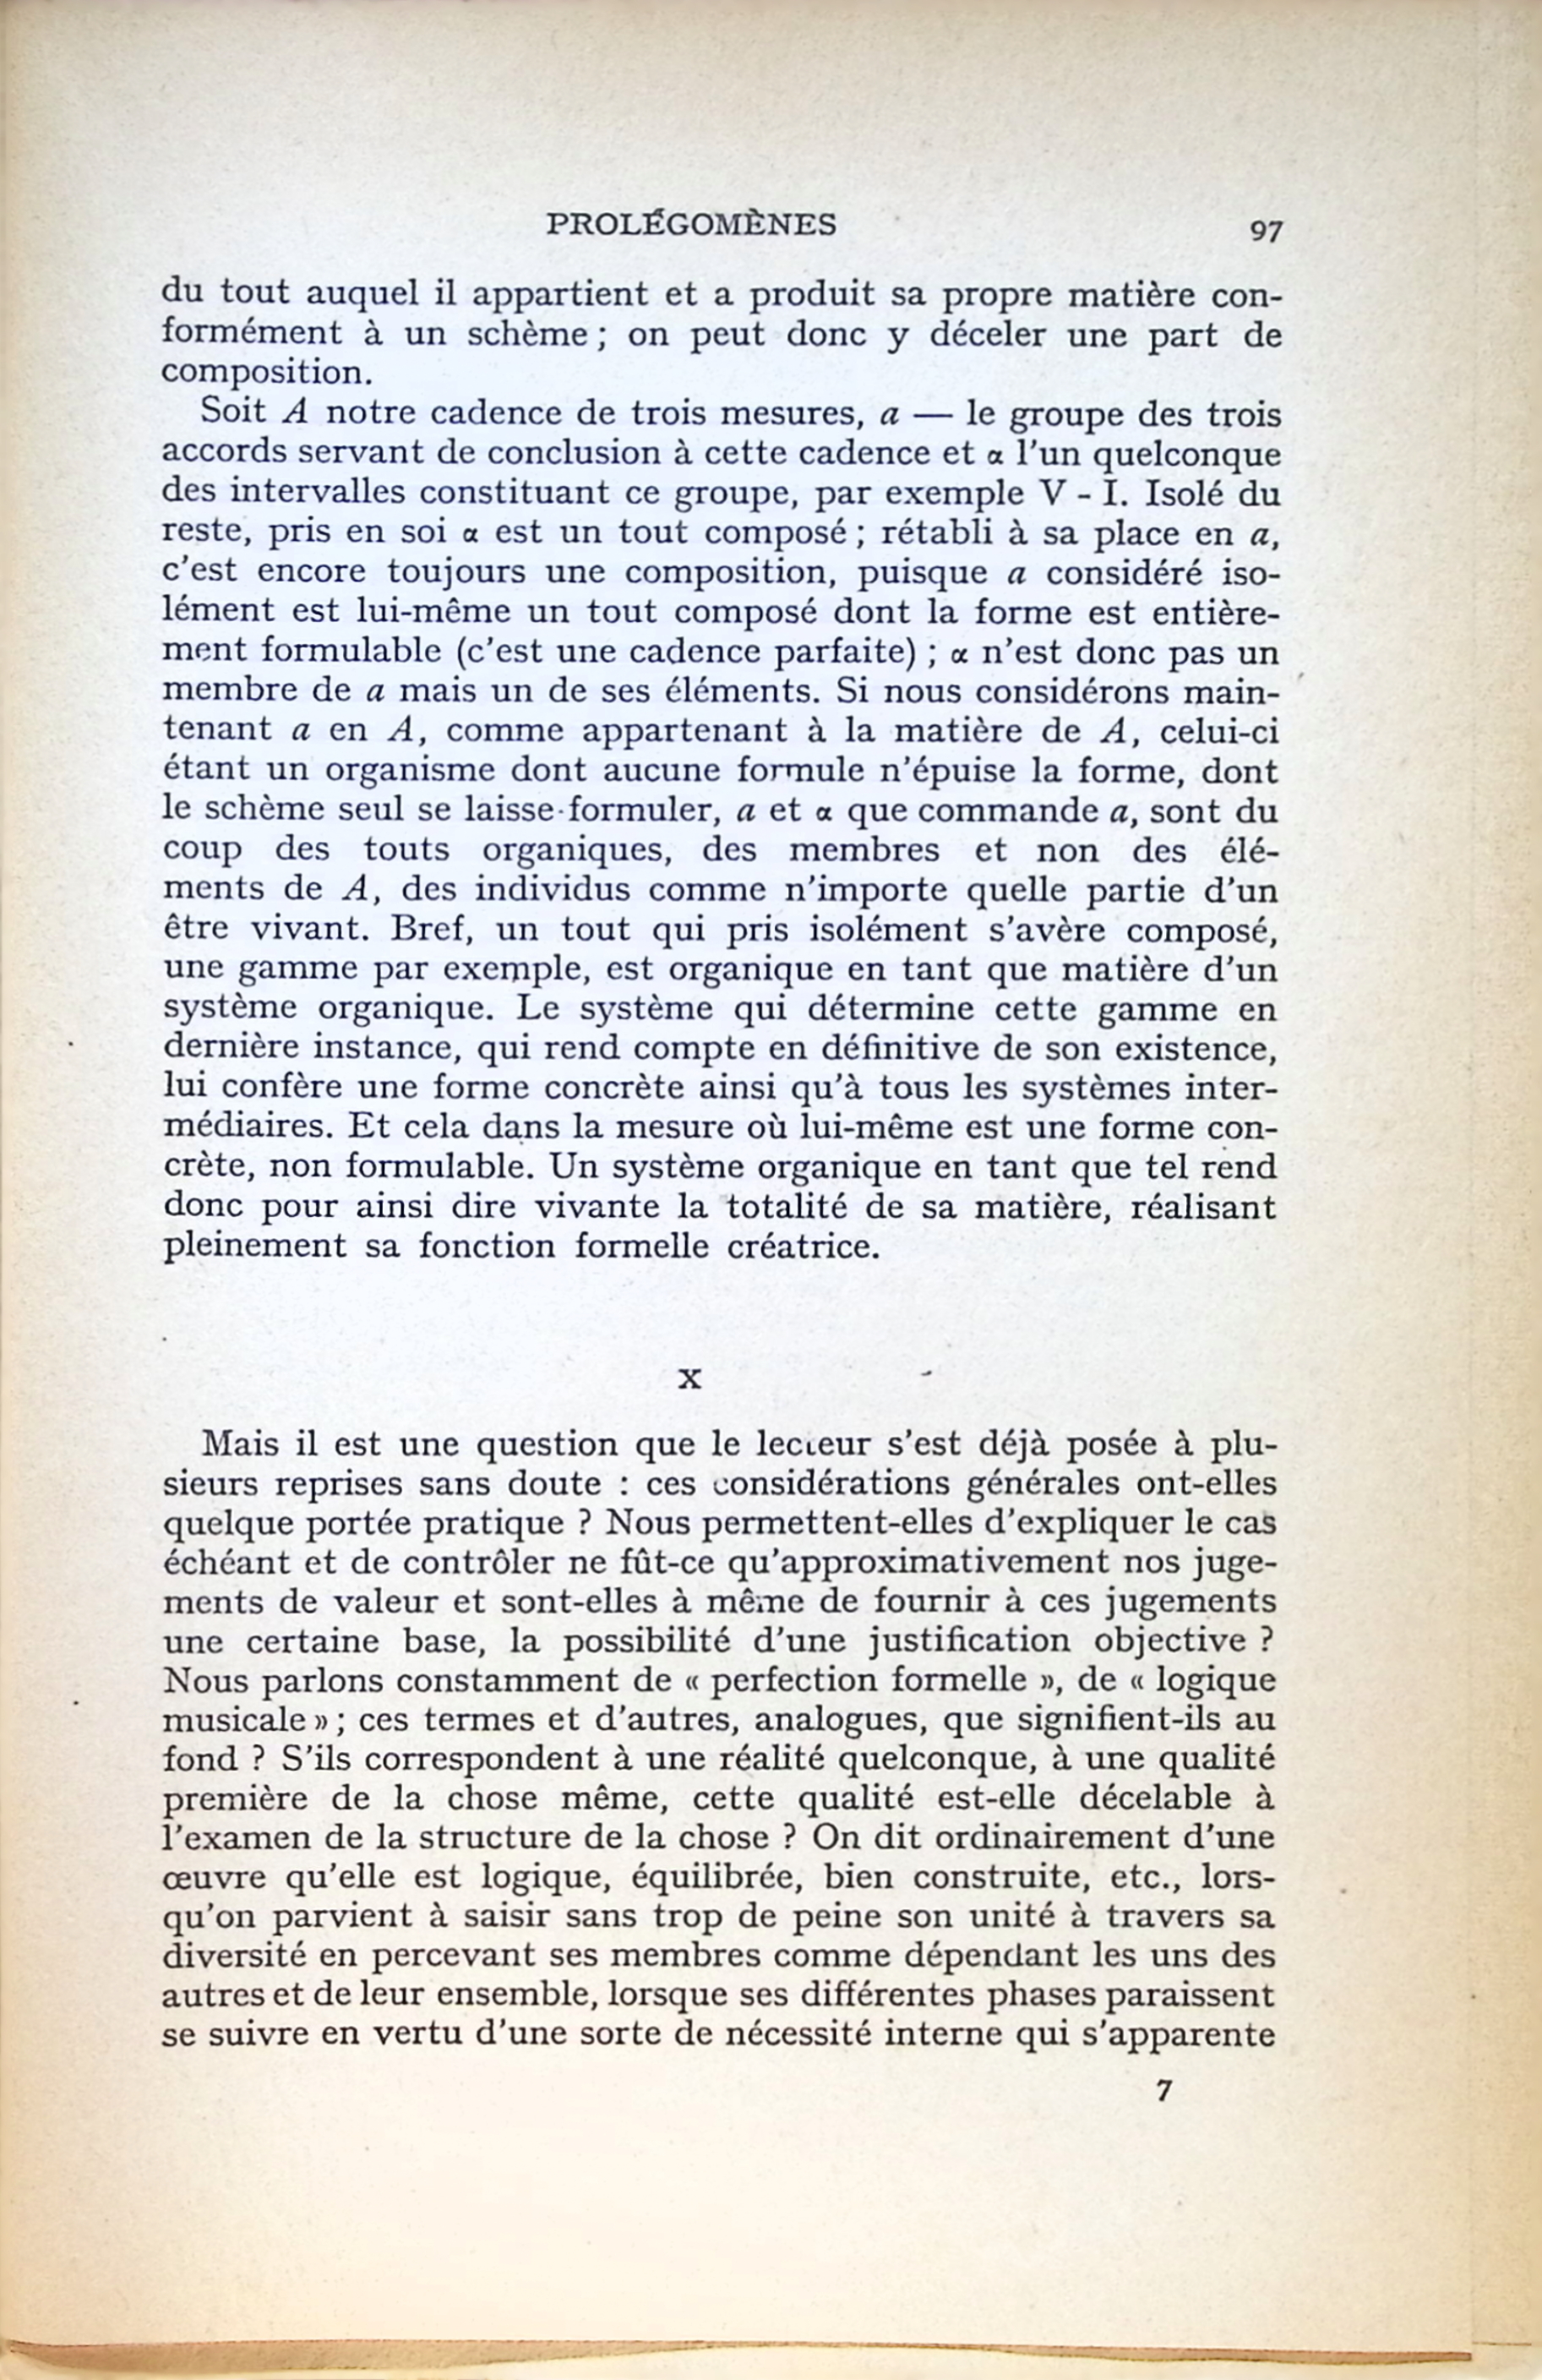 PROLÉGOMÈNES 97
du tout auquel il appartient et a produit sa propre matière con-
formément à un schème ; on peut donc y déceler une part de
composition.
Soit A notre cadence de trois mesures, a — le groupe des trois
accords servant de conclusion à cette cadence et α l'un quelconque
des intervalles constituant ce groupe, par exemple V - I. Isolé du
reste, pris en soi α est un tout composé ; rétabli à sa place en a,
c'est encore toujours une composition, puisque a considéré iso-
lément est lui-même un tout composé dont la forme est entière-
ment formulable (c'est une cadence parfaite) ; α n'est donc pas un
membre de a mais un de ses éléments. Si nous considérons main-
tenant a en A, comme appartenant à la matière de A, celui-ci
étant un organisme dont aucune formule n'épuise la forme, dont
le schème seul se laisse formuler, a et α que commande a, sont du
coup des touts organiques, des membres et non des élé-
ments de A, des individus comme n'importe quelle partie d'un
être vivant. Bref, un tout qui pris isolément s'avère composé,
une gamme par exemple, est organique en tant que matière d'un
système organique. Le système qui détermine cette gamme en
dernière instance, qui rend compte en définitive de son existence,
lui confère une forme concrète ainsi qu'à tous les systèmes inter-
médiaires. Et cela dans la mesure où lui-même est une forme con-
crète, non formulable. Un système organique en tant que tel rend
donc pour ainsi dire vivante la totalité de sa matière, réalisant
pleinement sa fonction formelle créatrice.
X
Mais il est une question que le lecteur s'est déjà posée à plu-
sieurs reprises sans doute : ces considérations générales ont-elles
quelque portée pratique ? Nous permettent-elles d'expliquer le cas
échéant et de contrôler ne fût-ce qu'approximativement nos juge-
ments de valeur et sont-elles à même de fournir à ces jugements
une certaine base, la possibilité d'une justification objective ?
Nous parlons constamment de « perfection formelle », de « logique
musicale » ; ces termes et d'autres, analogues, que signifient-ils au
fond ? S'ils correspondent à une réalité quelconque, à une qualité
première de la chose même, cette qualité est-elle décelable à
l'examen de la structure de la chose ? On dit ordinairement d'une
œuvre qu'elle est logique, équilibrée, bien construite, etc., lors-
qu'on parvient à saisir sans trop de peine son unité à travers sa
diversité en percevant ses membres comme dépendant les uns des
autres et de leur ensemble, lorsque ses différentes phases paraissent
se suivre en vertu d'une sorte de nécessité interne qui s'apparente
7